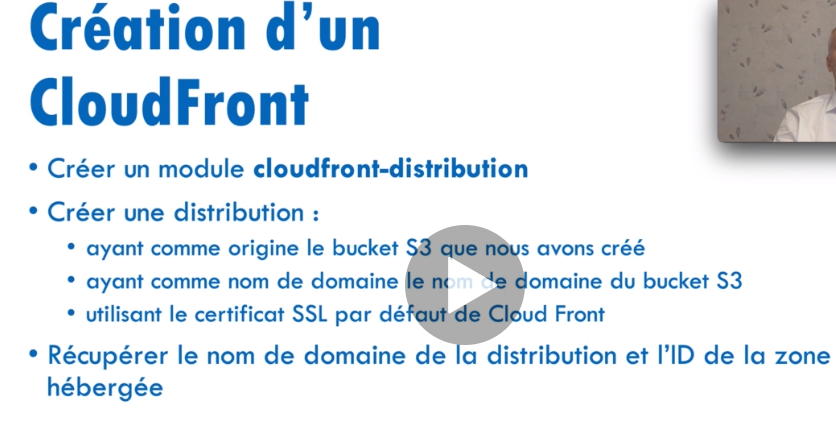 Création d’un
CloudFront
• Créer un module cloudfront-distribution
• Créer une distribution :
• ayant comme origine le bucket S3 que nous avons créé
• ayant comme nom de domaine le nom de domaine du bucket S3
• utilisant le certificat SSL par défaut de Cloud Front
• Récupérer le nom de domaine de la distribution et l’ID de la zone
hébergée